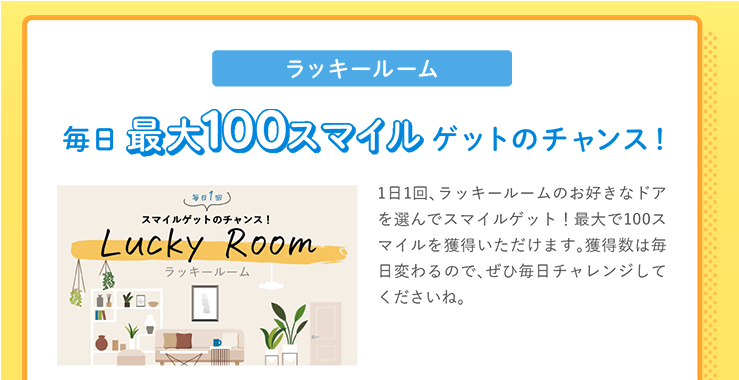 ラッキールーム
毎日 最大100スマイル ゲットのチャンス！
毎日1回
スマイルゲットのチャンス！
Lucky Room
ラッキールーム
1日1回、ラッキールームのお好きなドア
を選んでスマイルゲット！最大で100ス
マイルを獲得いただけます。獲得数は毎
日変わるので、ぜひ毎日チャレンジして
くださいね。